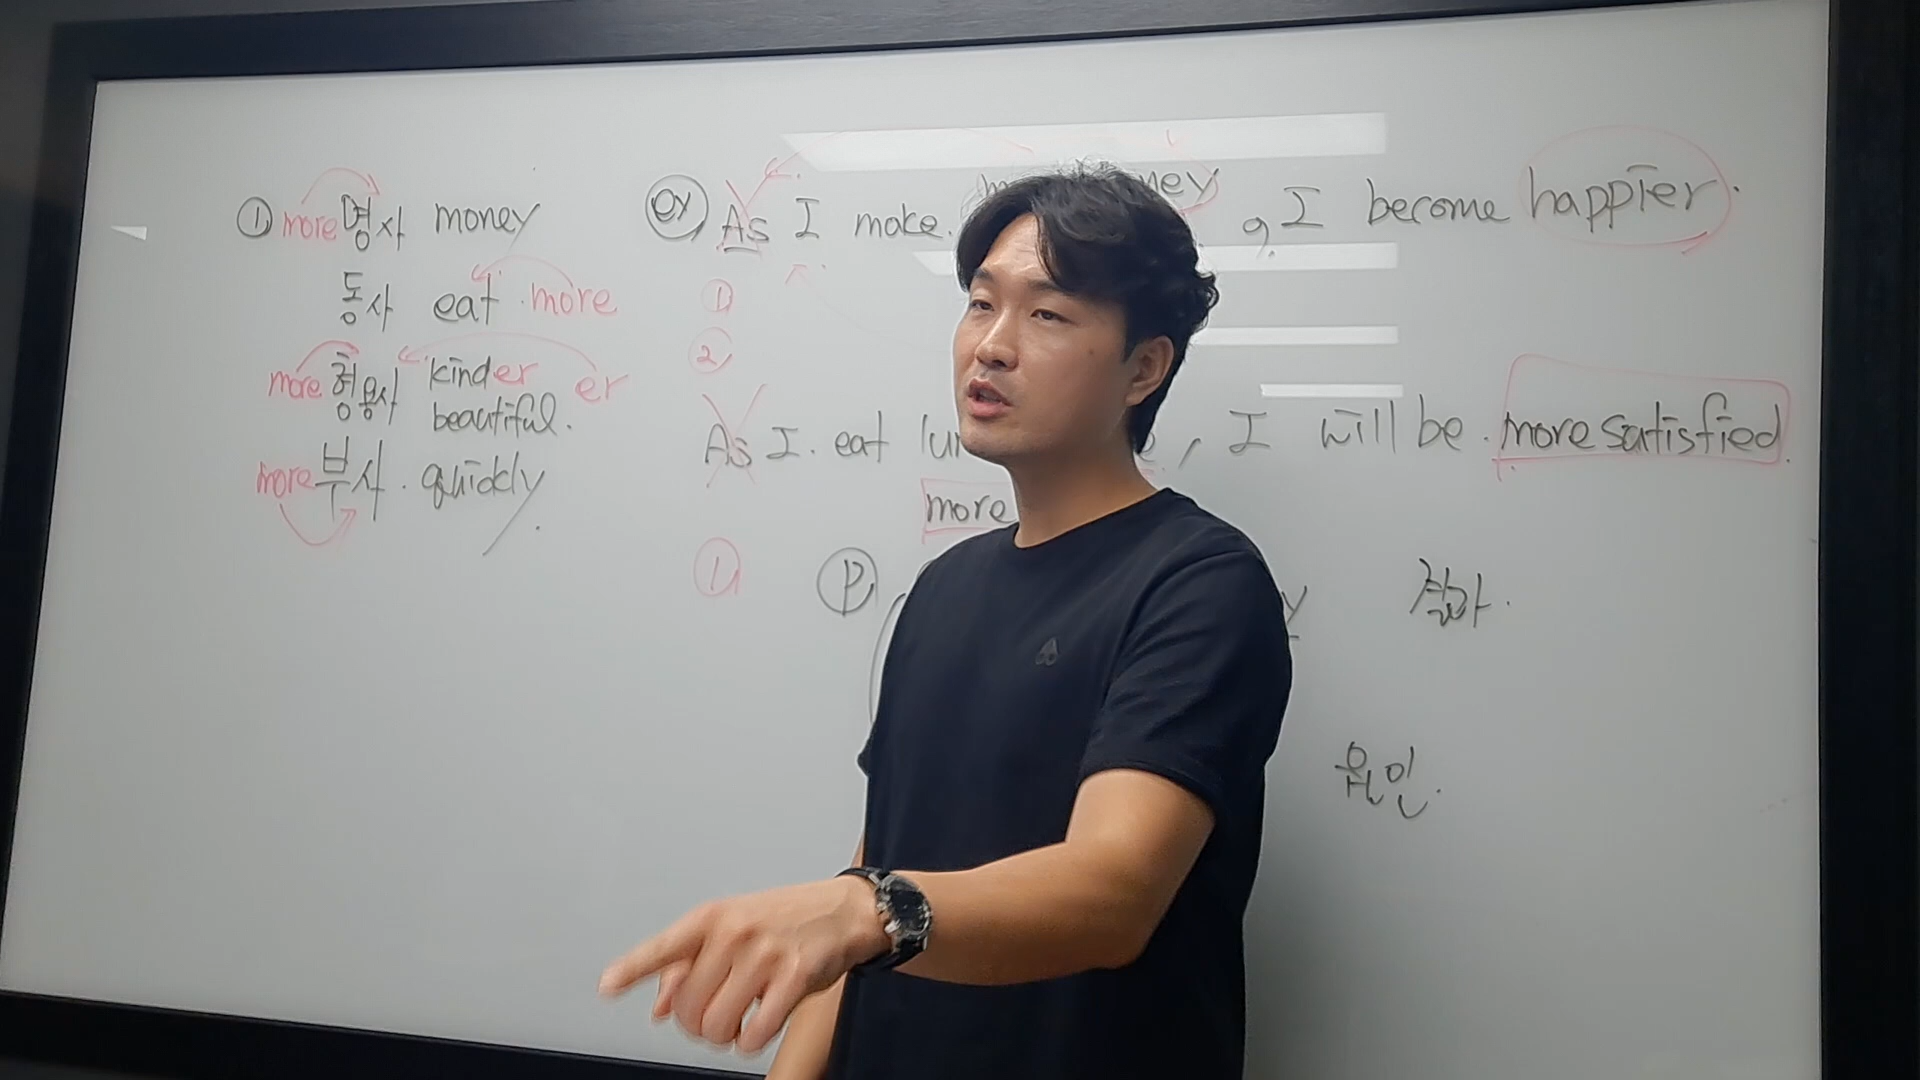 ① more 명사 money
동사 eat more
more 형용사 kinder er
beautiful.
more 부사. quickly
ex) As I make money, I become happier.
①
②
As I eat , I will be more satisfied.
more
① P
결과.
원인.